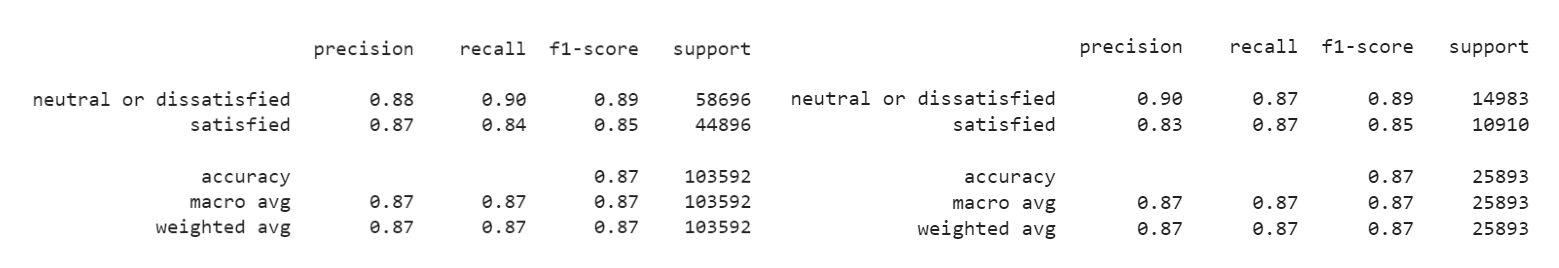 precision recall f1-score support
neutral or dissatisfied 0.88 0.90 0.89 58696
satisfied 0.87 0.84 0.85 44896
accuracy 0.87 103592
macro avg 0.87 0.87 0.87 103592
weighted avg 0.87 0.87 0.87 103592
precision recall f1-score support
neutral or dissatisfied 0.90 0.87 0.89 14983
satisfied 0.83 0.87 0.85 10910
accuracy 0.87 25893
macro avg 0.87 0.87 0.87 25893
weighted avg 0.87 0.87 0.87 25893